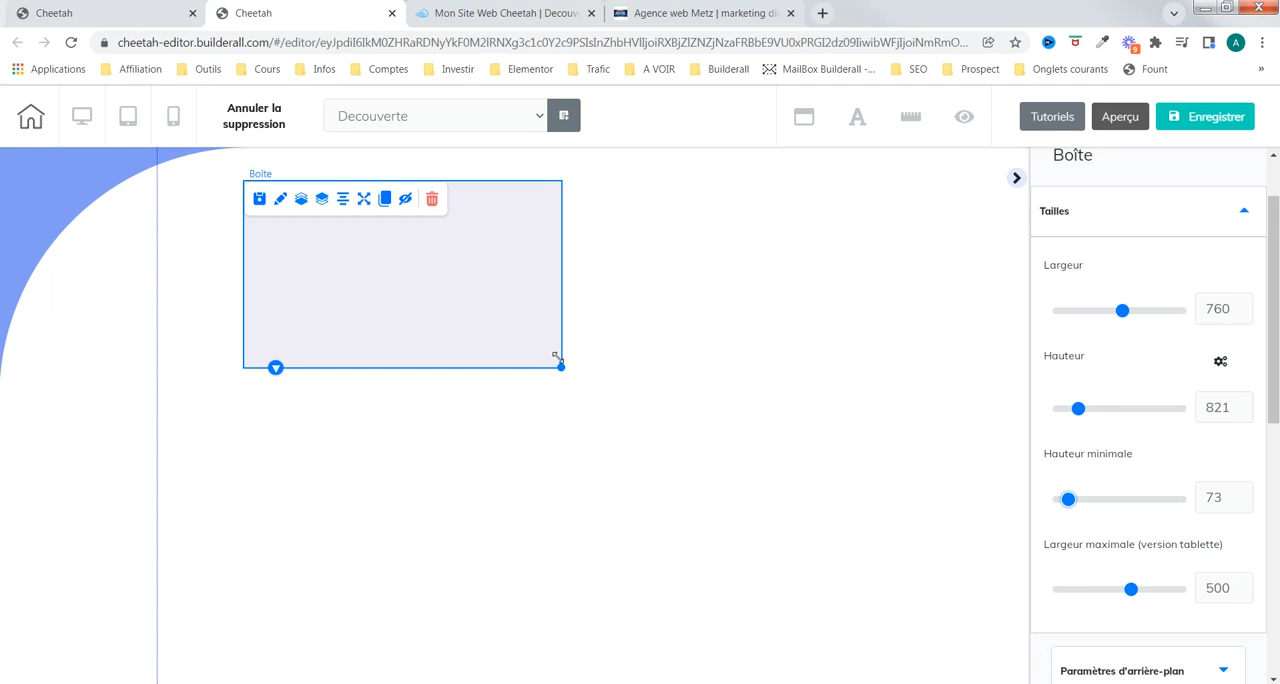 Cheetah
Cheetah
Mon Site Web Cheetah | Decouv
Agence web Metz | marketing di
cheetah-editor.builderall.com/#/editor/
Applications
Affiliation
Outils
Cours
Infos
Comptes
Investir
Elementor
Trafic
A VOIR
Builderall
MailBox Builderall -...
SEO
Prospect
Onglets courants
Fount
»
9
A
Annuler la
suppression
Decouverte
Tutoriels
Aperçu
Enregistrer
Boîte
Boîte
Tailles
Largeur
760
Hauteur
821
Hauteur minimale
73
Largeur maximale (version tablette)
500
Paramètres d'arrière-plan